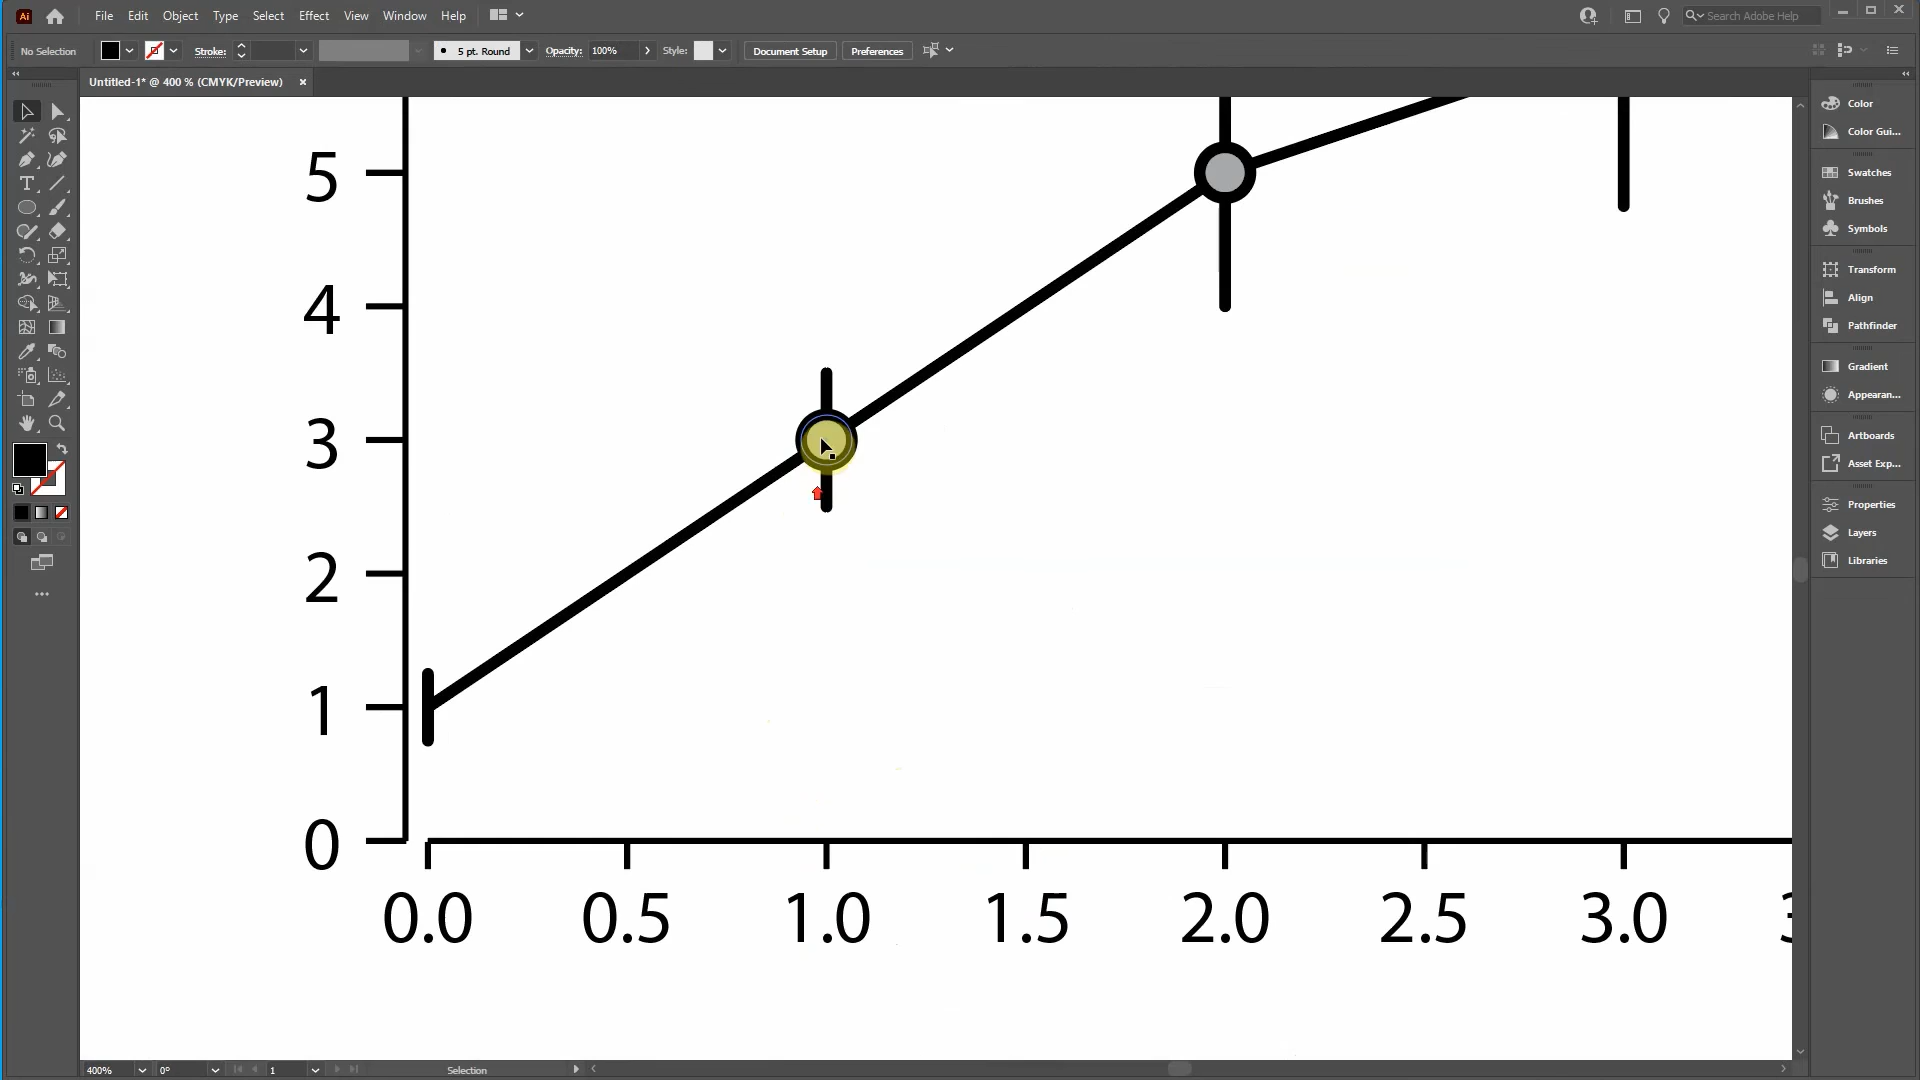 Ai File Edit Object Type Select Effect View Window Help Search Adobe Help
No Selection Stroke: 5 pt. Round Opacity: 100% Style: Document Setup Preferences
Untitled-1* @ 400 % (CMYK/Preview)
Color
Color Gui...
Swatches
Brushes
Symbols
Transform
Align
Pathfinder
Gradient
Appearan...
Artboards
Asset Exp...
Properties
Layers
Libraries
5
4
3
2
1
0
0.0 0.5 1.0 1.5 2.0 2.5 3.0
400% 0° 1 Selection